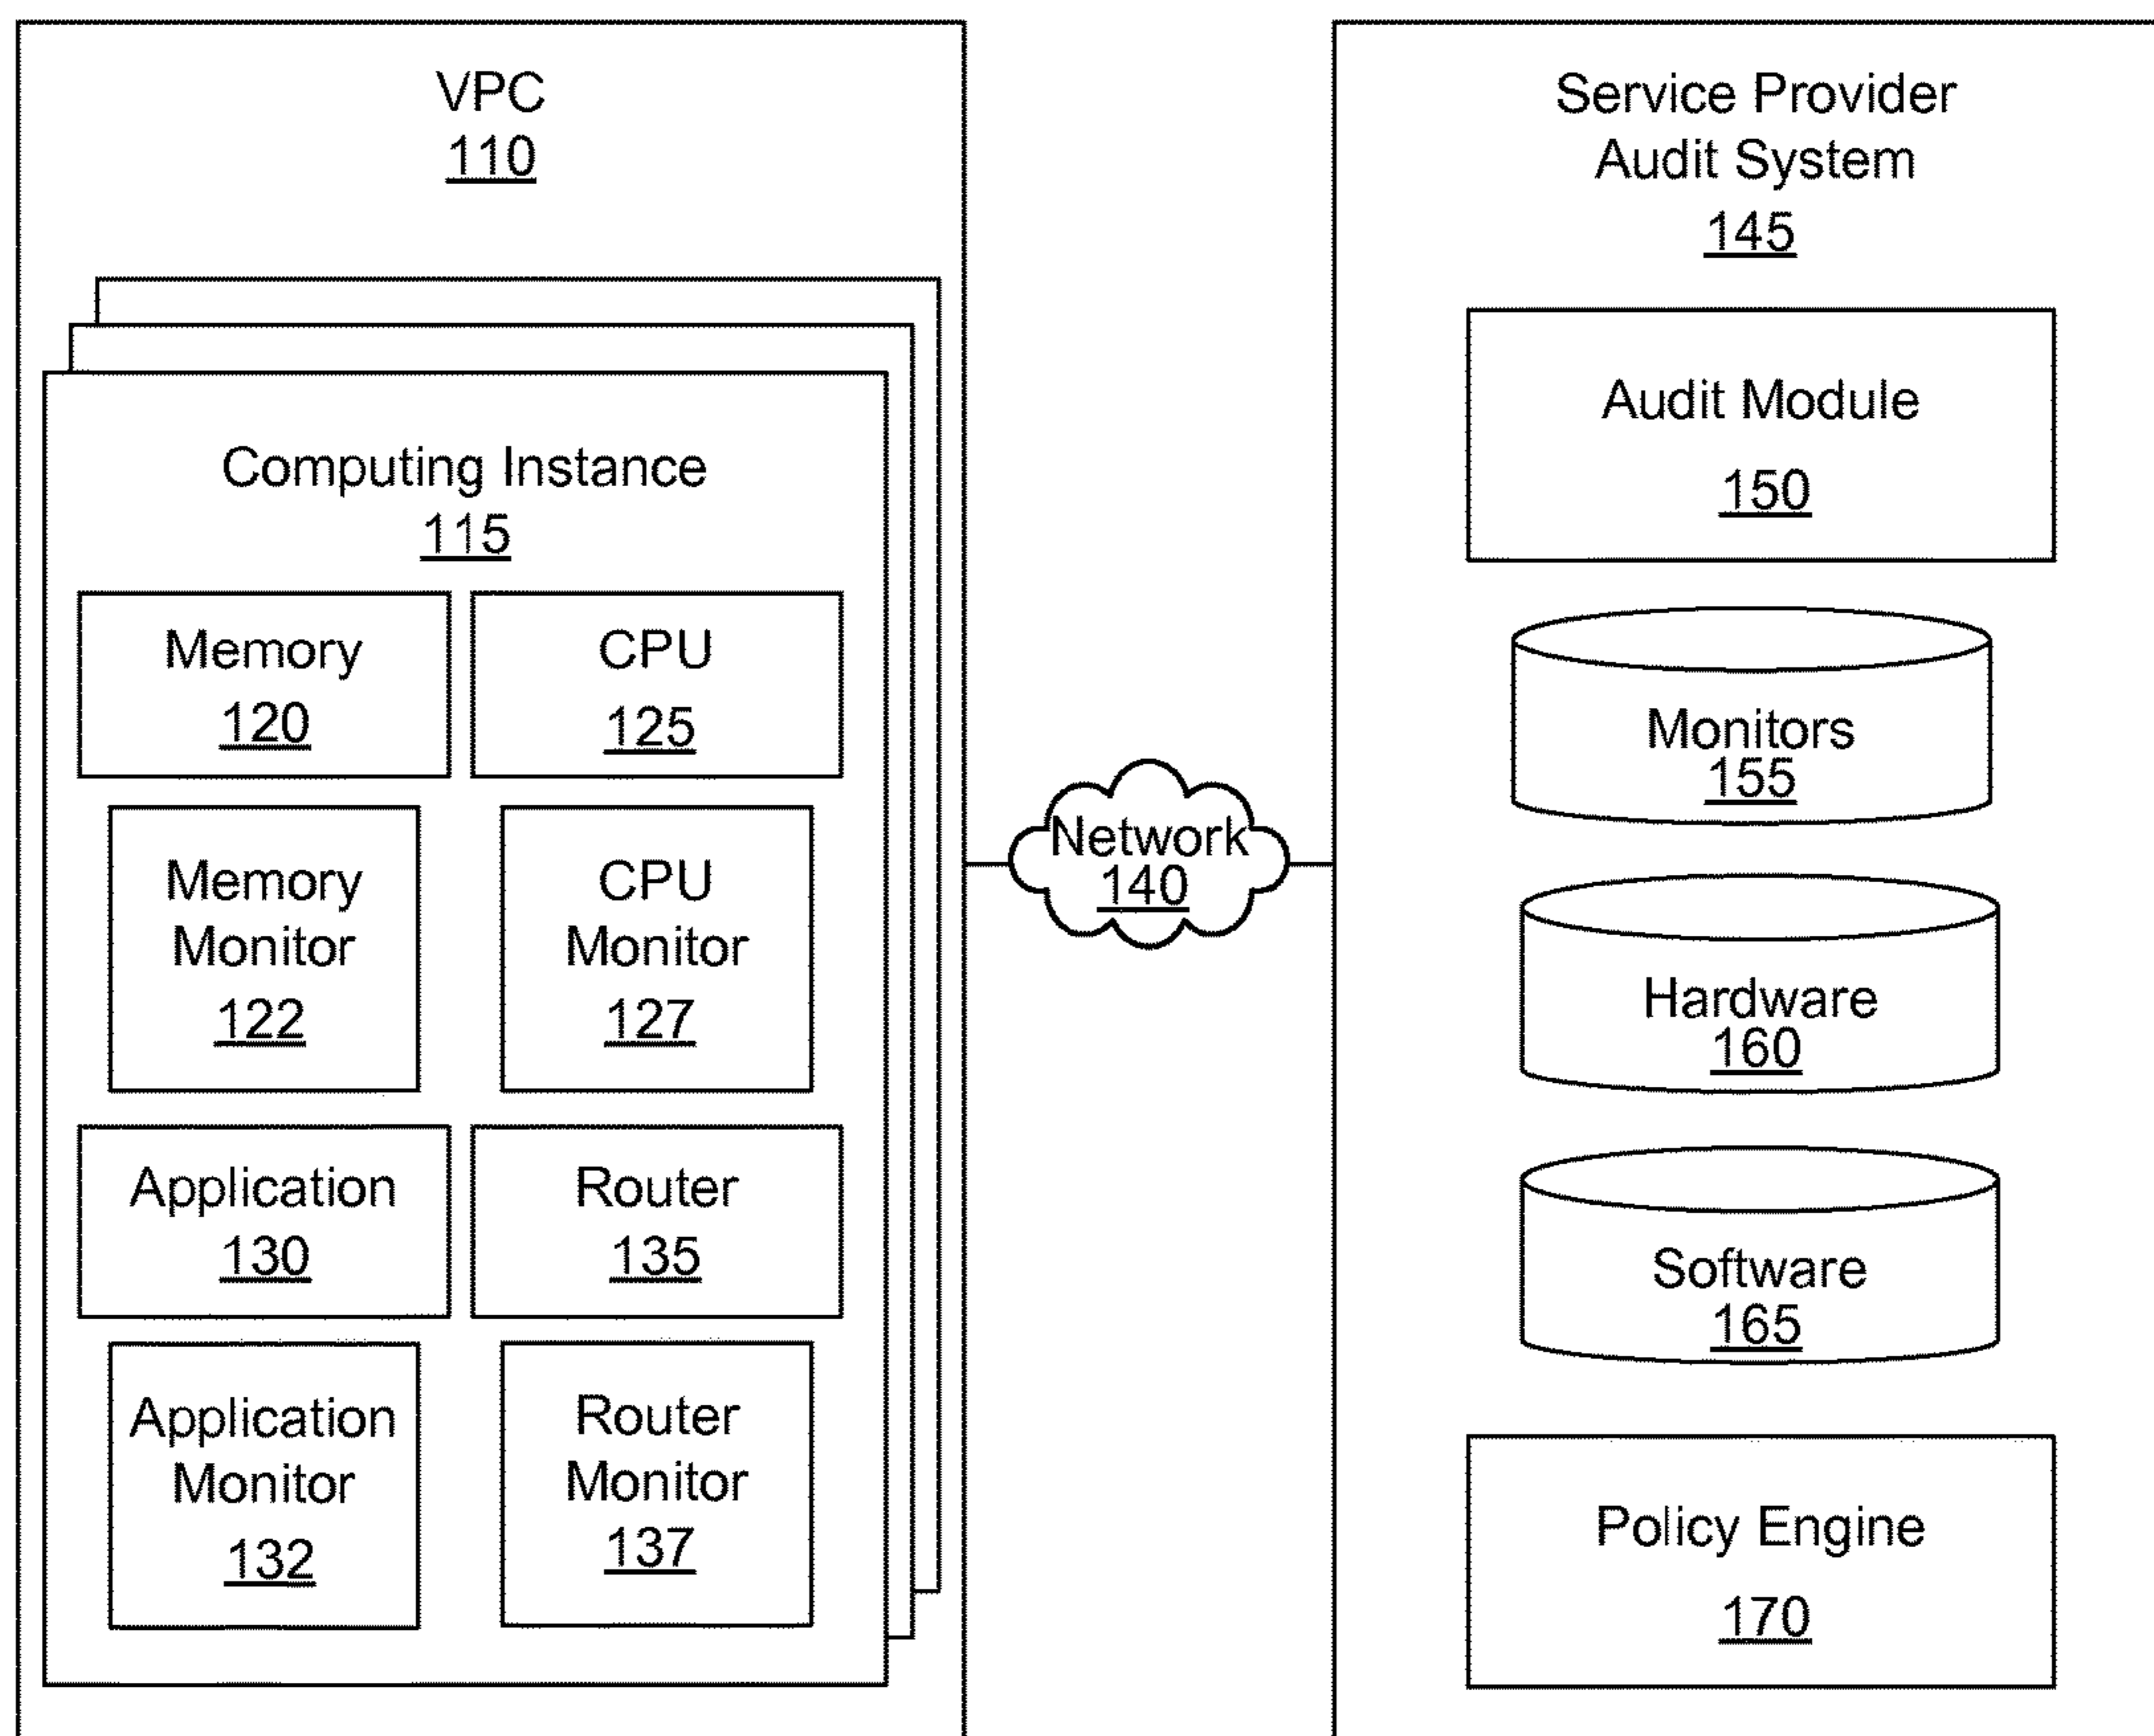 VPC
110
Computing Instance
115
Memory
120
CPU
125
Memory
Monitor
122
CPU
Monitor
127
Application
130
Router
135
Application
Monitor
132
Router
Monitor
137
Network
140
Service Provider
Audit System
145
Audit Module
150
Monitors
155
Hardware
160
Software
165
Policy Engine
170